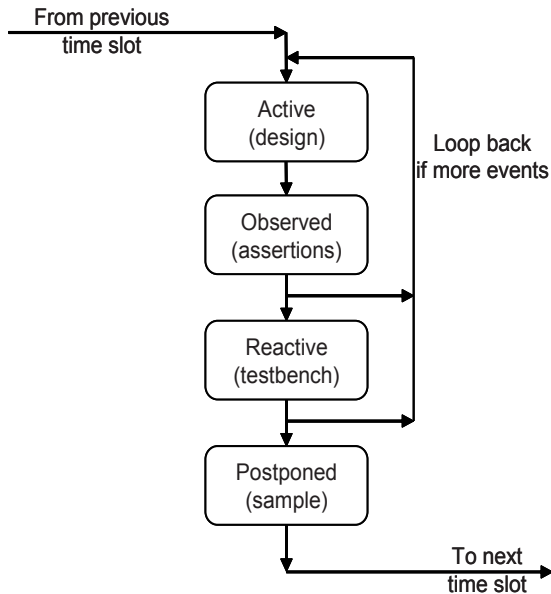 From previous
time slot
Active
(design)
Loop back
if more events
Observed
(assertions)
Reactive
(testbench)
Postponed
(sample)
To next
time slot